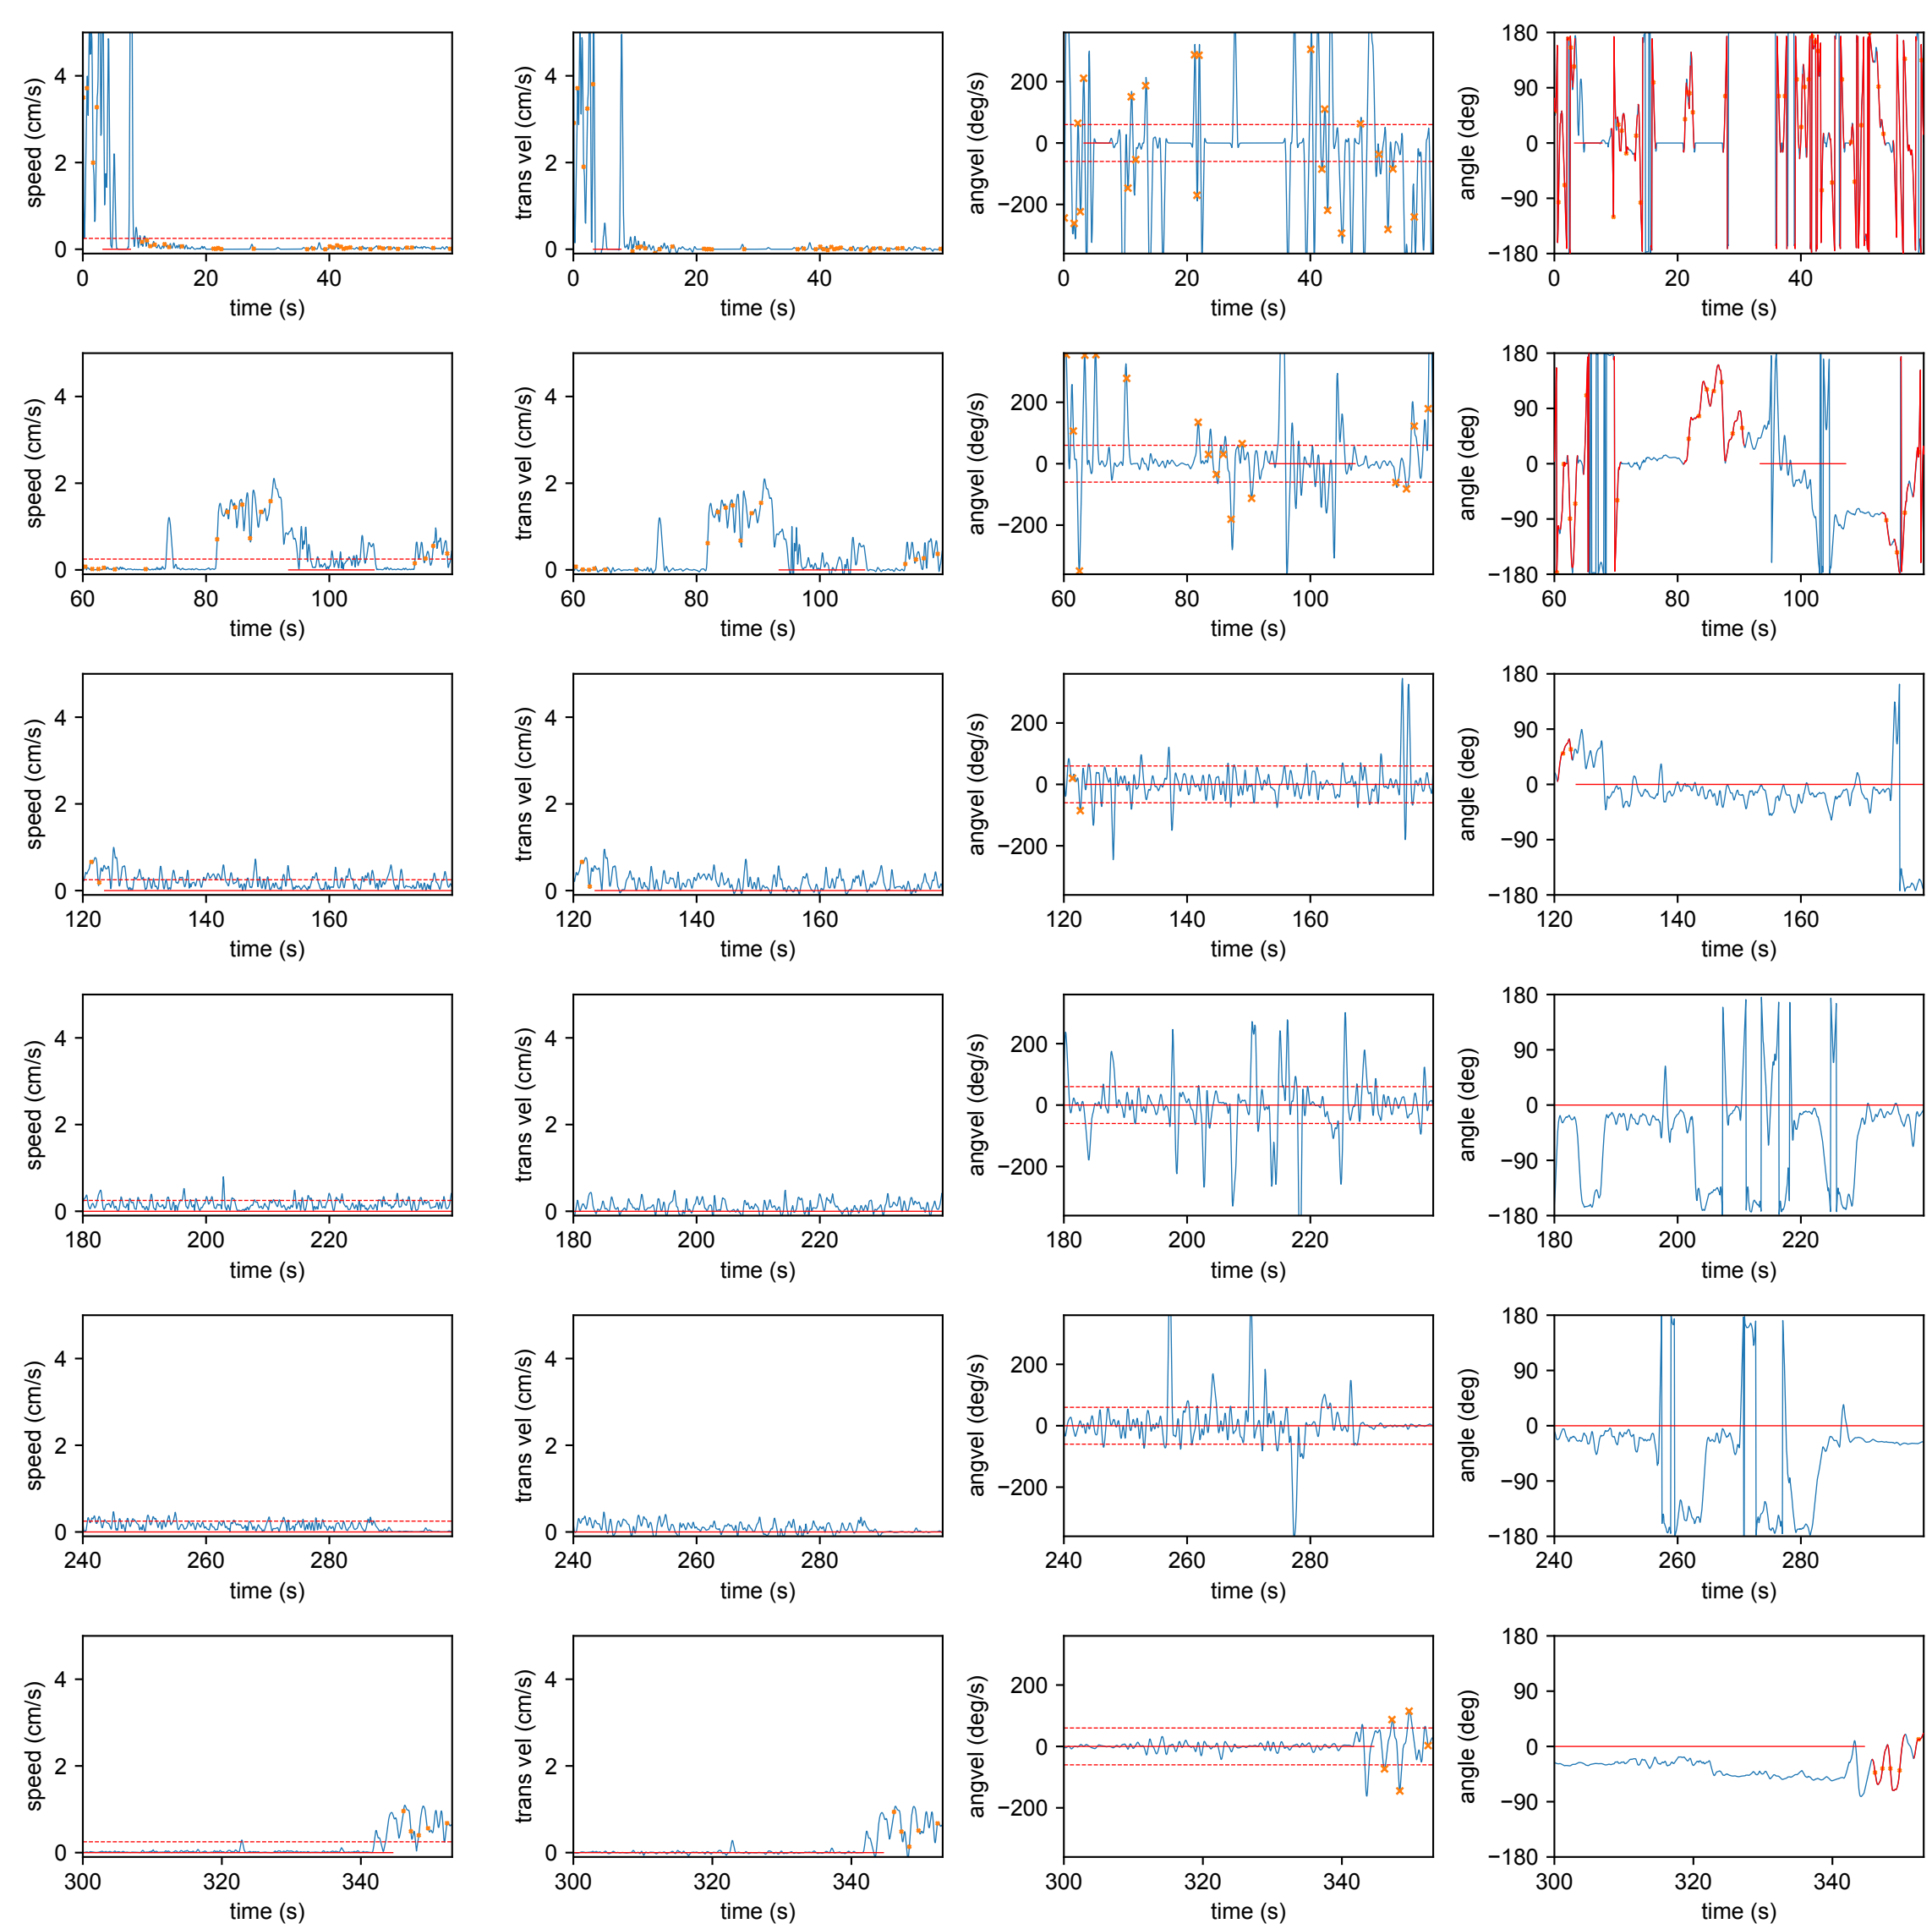 speed (cm/s) 0 2 4 0 20 40 time (s)
trans vel (cm/s) 0 2 4 0 20 40 time (s)
angvel (deg/s) −200 0 200 0 20 40 time (s)
angle (deg) −180 −90 0 90 180 0 20 40 time (s)
speed (cm/s) 0 2 4 60 80 100 time (s)
trans vel (cm/s) 0 2 4 60 80 100 time (s)
angvel (deg/s) −200 0 200 60 80 100 time (s)
angle (deg) −180 −90 0 90 180 60 80 100 time (s)
speed (cm/s) 0 2 4 120 140 160 time (s)
trans vel (cm/s) 0 2 4 120 140 160 time (s)
angvel (deg/s) −200 0 200 120 140 160 time (s)
angle (deg) −180 −90 0 90 180 120 140 160 time (s)
speed (cm/s) 0 2 4 180 200 220 time (s)
trans vel (cm/s) 0 2 4 180 200 220 time (s)
angvel (deg/s) −200 0 200 180 200 220 time (s)
angle (deg) −180 −90 0 90 180 180 200 220 time (s)
speed (cm/s) 0 2 4 240 260 280 time (s)
trans vel (cm/s) 0 2 4 240 260 280 time (s)
angvel (deg/s) −200 0 200 240 260 280 time (s)
angle (deg) −180 −90 0 90 180 240 260 280 time (s)
speed (cm/s) 0 2 4 300 320 340 time (s)
trans vel (cm/s) 0 2 4 300 320 340 time (s)
angvel (deg/s) −200 0 200 300 320 340 time (s)
angle (deg) −180 −90 0 90 180 300 320 340 time (s)